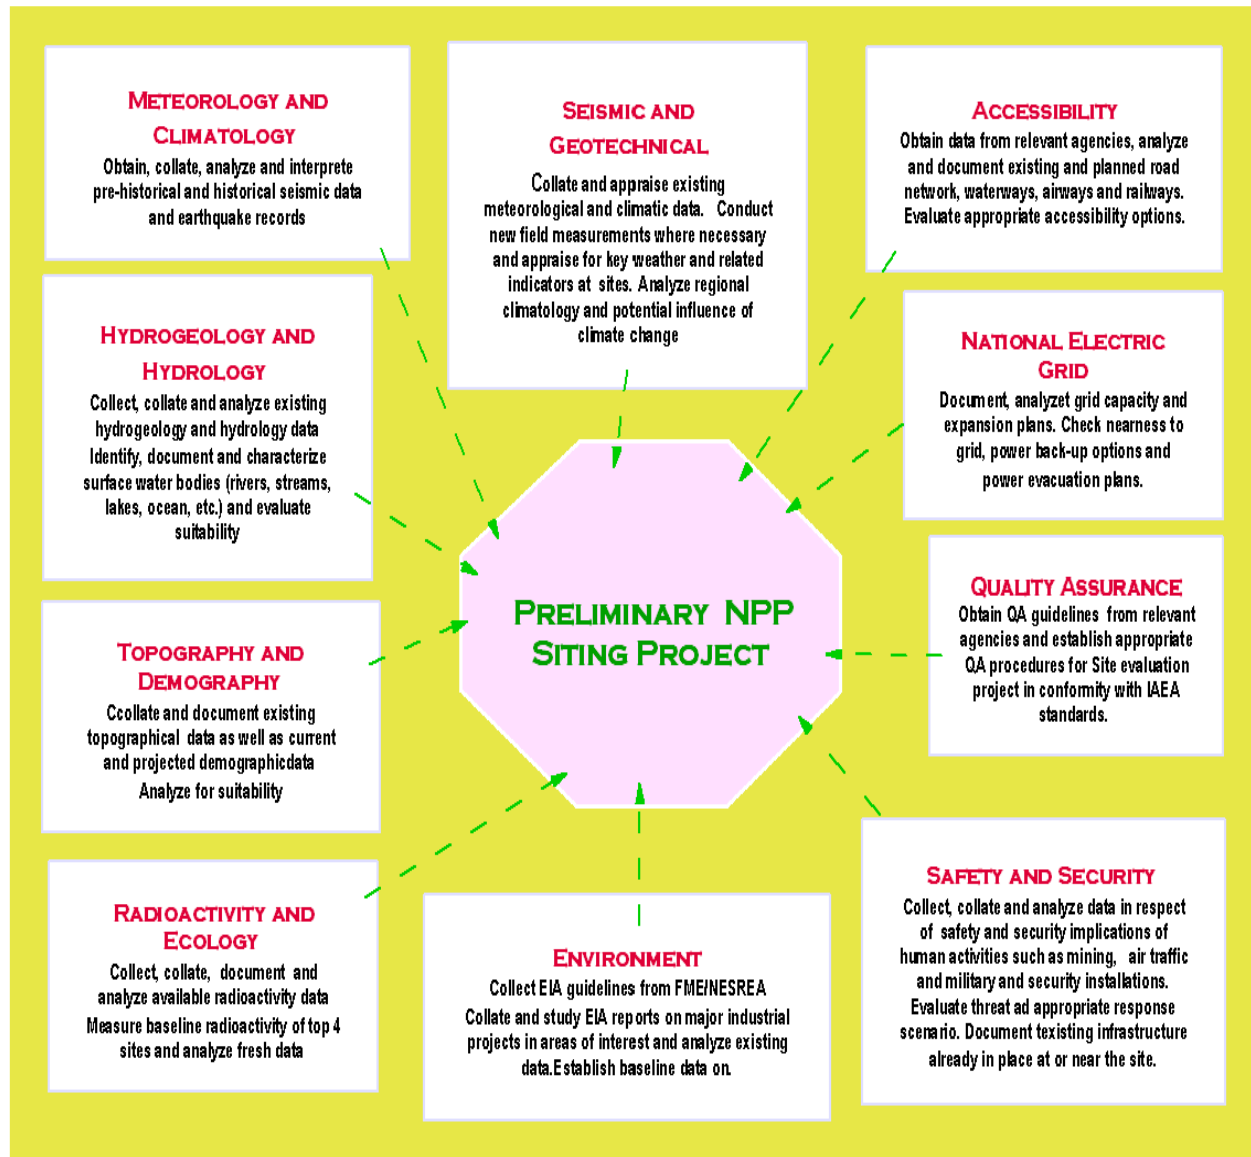 METEOROLOGY AND
CLIMATOLOGY
Obtain, collate, analyze and interprete
pre-historical and historical seismic data
and earthquake records
SEISMIC AND
GEOTECHNICAL
Collate and appraise existing
meteorological and climatic data. Conduct
new field measurements where necessary
and appraise for key weather and related
indicators at sites. Analyze regional
climatology and potential influence of
climate change
ACCESSIBILITY
Obtain data from relevant agencies, analyze
and document existing and planned road
network, waterways, airways and railways.
Evaluate appropriate accessibility options.
HYDROGEOLOGY AND
HYDROLOGY
Collect, collate and analyze existing
hydrogeology and hydrology data
Identify, document and characterize
surface water bodies (rivers, streams,
lakes, ocean, etc.) and evaluate
suitability
NATIONAL ELECTRIC
GRID
Document, analyzet grid capacity and
expansion plans. Check nearness to
grid, power back-up options and
power evacuation plans.
PRELIMINARY NPP
SITING PROJECT
QUALITY ASSURANCE
Obtain QA guidelines from relevant
agencies and establish appropriate
QA procedures for Site evaluation
project in conformity with IAEA
standards.
TOPOGRAPHY AND
DEMOGRAPHY
Ccollate and document existing
topographical data as well as current
and projected demographicdata
Analyze for suitability
RADIOACTIVITY AND
ECOLOGY
Collect, collate, document and
analyze available radioactivity data
Measure baseline radioactivity of top 4
sites and analyze fresh data
ENVIRONMENT
Collect EIA guidelines from FME/NESREA
Collate and study EIA reports on major industrial
projects in areas of interest and analyze existing
data.Establish baseline data on.
SAFETY AND SECURITY
Collect, collate and analyze data in respect
of safety and security implications of
human activities such as mining, air traffic
and military and security installations.
Evaluate threat ad appropriate response
scenario. Document texisting infrastructure
already in place at or near the site.